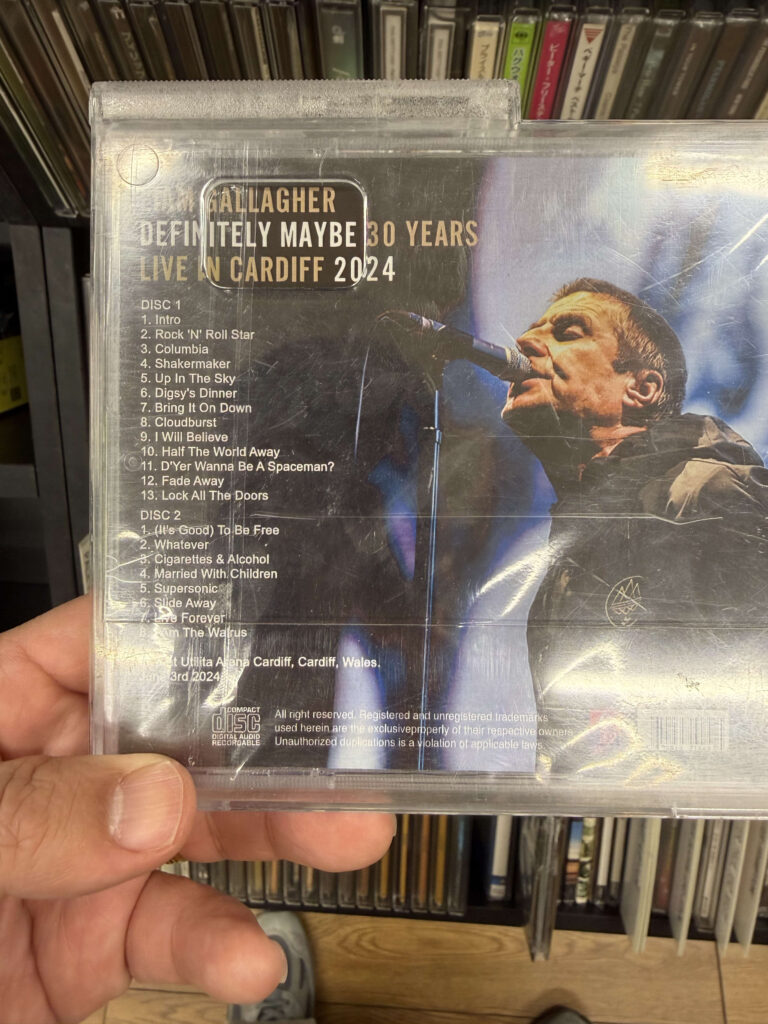 GALLAGHER
DEFINITELY MAYBE 30 YEARS
LIVE IN CARDIFF 2024
DISC 1
1. Intro
2. Rock 'N' Roll Star
3. Columbia
4. Shakermaker
5. Up In The Sky
6. Digsy's Dinner
7. Bring It On Down
8. Cloudburst
9. I Will Believe
10. Half The World Away
11. D'Yer Wanna Be A Spaceman?
12. Fade Away
13. Lock All The Doors
DISC 2
1. (It's Good) To Be Free
2. Whatever
3. Cigarettes & Alcohol
4. Married With Children
5. Supersonic
6. Slide Away
7. Live Forever
8. I Am The Walrus
at Utilita Arena Cardiff, Cardiff, Wales.
June 3rd 2024
COMPACT
disc
DIGITAL AUDIO
RECORDABLE
All right reserved. Registered and unregistered trademarks
used herein are the exclusiveproperly of their respective owners.
Unauthorized duplications is a violation of applicable laws.